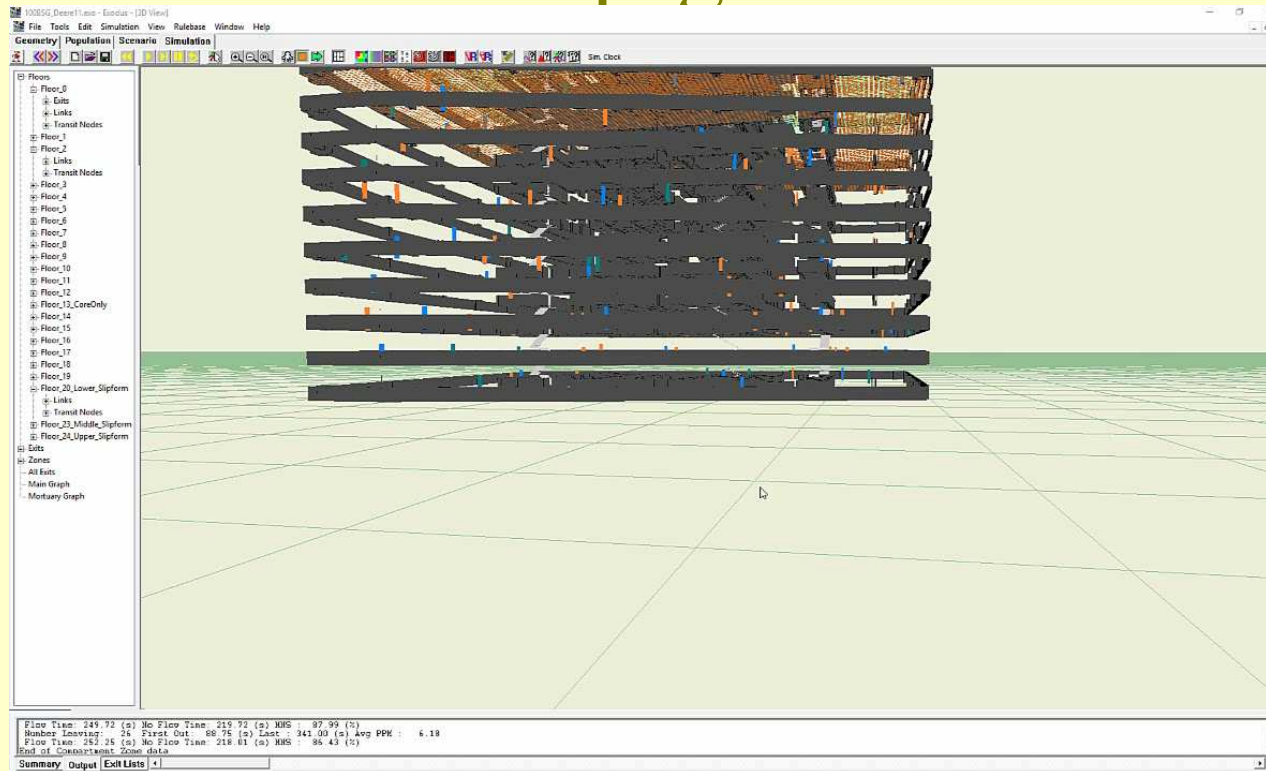 100BSG_Deere11.exo - Exodus - [3D View]
File Tools Edit Simulation View Rulebase Window Help
Geometry Population Scenario Simulation
Sim. Clock
Floors
Floor_0
Exits
Links
Transit Nodes
Floor_1
Floor_2
Links
Transit Nodes
Floor_3
Floor_4
Floor_5
Floor_6
Floor_7
Floor_8
Floor_9
Floor_10
Floor_11
Floor_12
Floor_13_CoreOnly
Floor_14
Floor_15
Floor_16
Floor_17
Floor_18
Floor_19
Floor_20_Lower_Slipform
Links
Transit Nodes
Floor_23_Middle_Slipform
Floor_24_Upper_Slipform
Exits
Zones
All Exits
Main Graph
Mortuary Graph
Flow Time: 249.72 (s) No Flow Time: 219.72 (s) HHS : 87.99 (%)
Number Leaving: 26 First Out: 88.75 (s) Last : 341.00 (s) Avg PPM : 6.18
Flow Time: 252.25 (s) No Flow Time: 218.01 (s) HHS : 86.43 (%)
End of Compartment Zone data
Summary Output Exit Lists